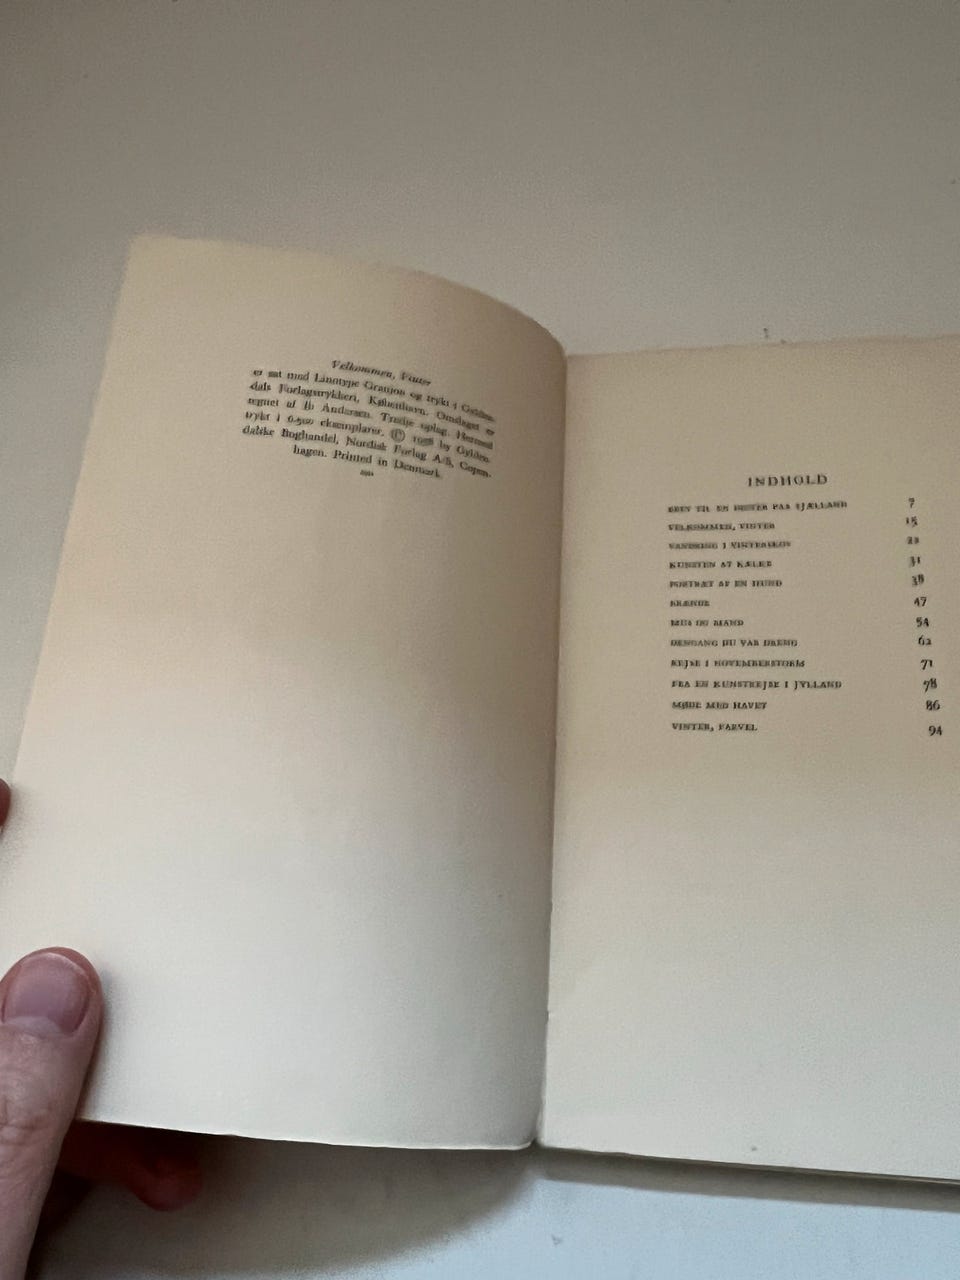 Velkommen, Vinter
er sat med Linotype Granjon og trykt i Gylden-
dals Forlagstrykkeri, København. Omslaget er
tegnet af Ib Andersen. Tredje oplag. Hermed
trykt i 6.500 eksemplarer. © 1958 by Gylden-
dalske Boghandel, Nordisk Forlag A/S, Copen-
hagen. Printed in Denmark
INDHOLD
BREV TIL EN PAA SJÆLLAND 7
VELKOMMEN, VINTER 15
VANDRING I VINTERSKOV 22
KUNSTEN AT KÆLKE 31
PORTRÆT AF EN HUND 38
BRÆNDE 47
MUS OG MAND 54
DENGANG DU VAR DRENG 62
REJSE I NOVEMBERSTORM 71
FRA EN KUNSTREJSE I JYLLAND 78
MØDE MED HAVET 86
VINTER, FARVEL 94